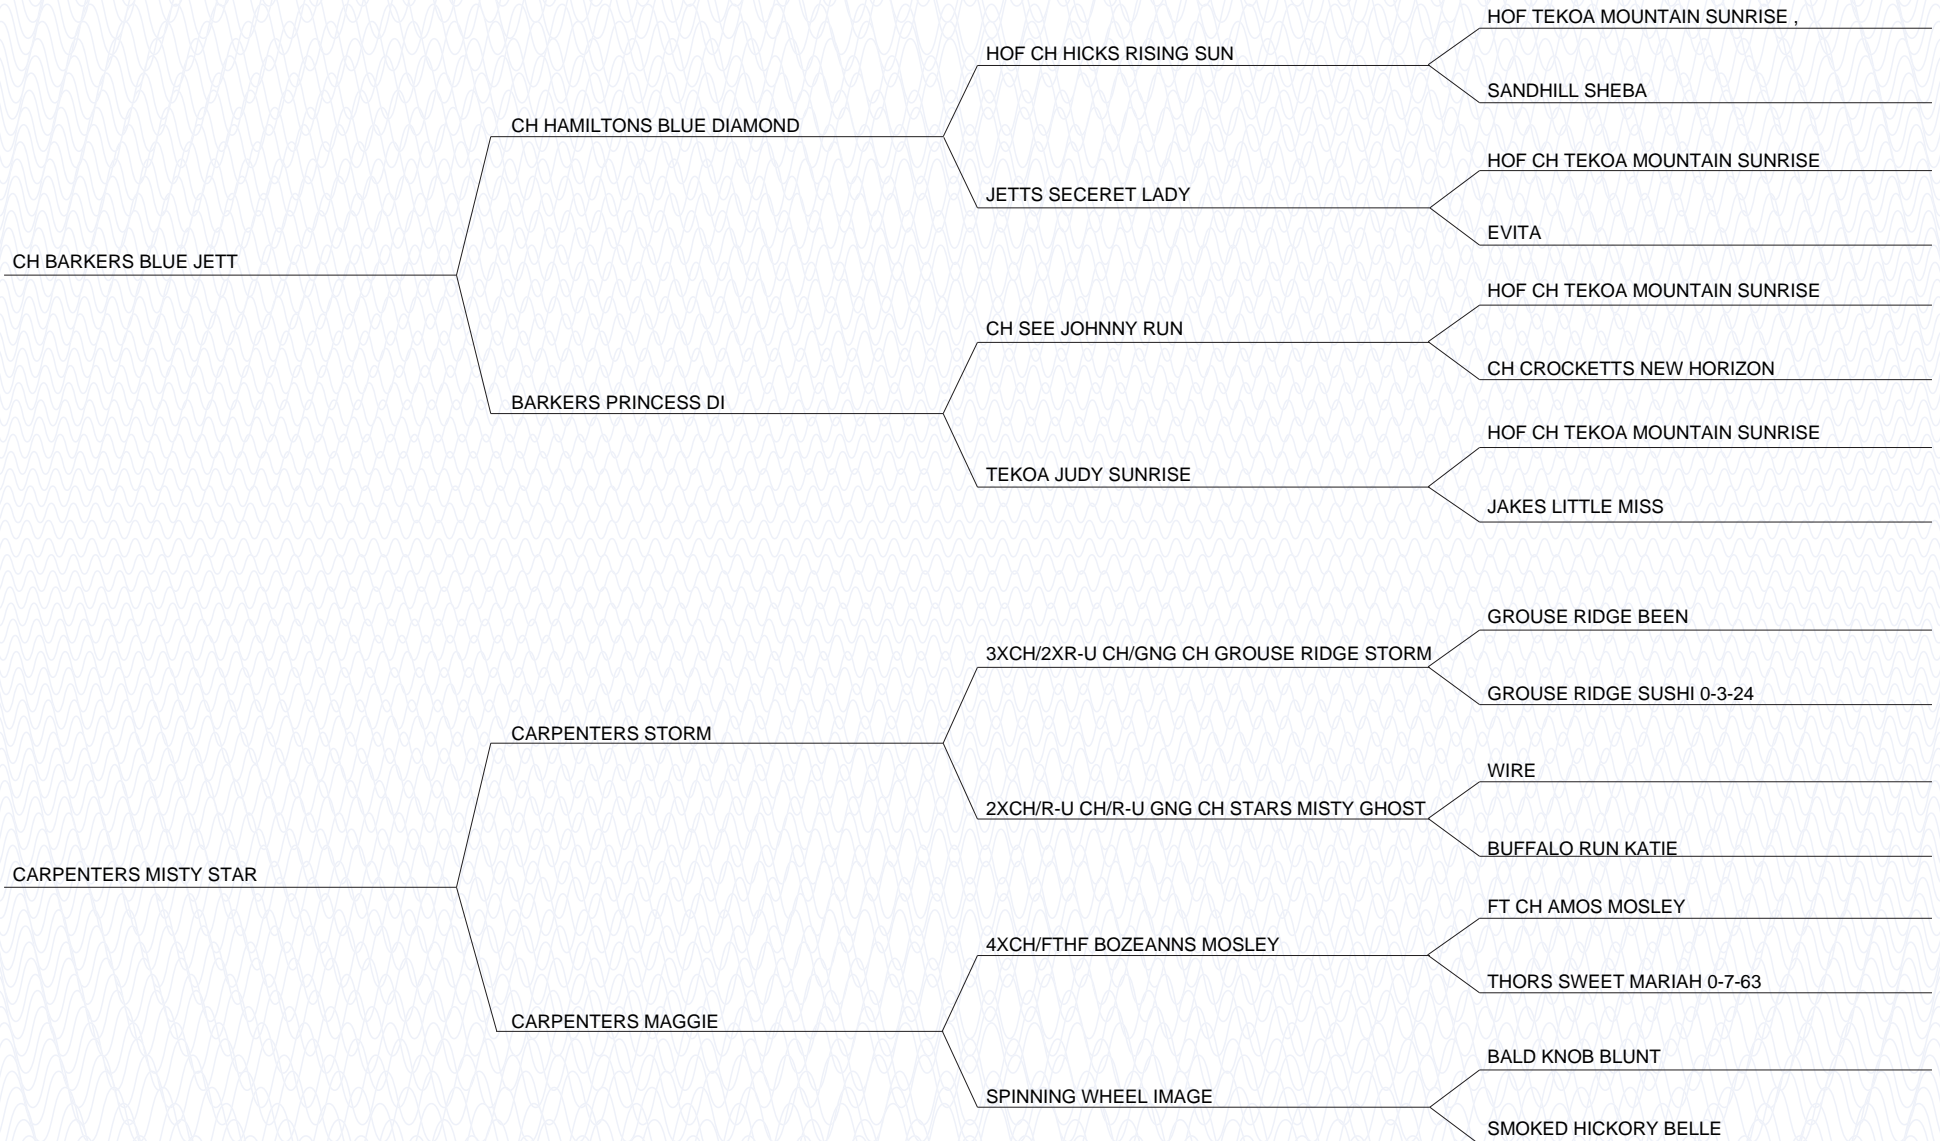 HOF TEKOA MOUNTAIN SUNRISE ,
HOF CH HICKS RISING SUN
SANDHILL SHEBA
CH HAMILTONS BLUE DIAMOND
HOF CH TEKOA MOUNTAIN SUNRISE
JETTS SECERET LADY
EVITA
CH BARKERS BLUE JETT
HOF CH TEKOA MOUNTAIN SUNRISE
CH SEE JOHNNY RUN
CH CROCKETTS NEW HORIZON
BARKERS PRINCESS DI
HOF CH TEKOA MOUNTAIN SUNRISE
TEKOA JUDY SUNRISE
JAKES LITTLE MISS
GROUSE RIDGE BEEN
3XCH/2XR-U CH/GNG CH GROUSE RIDGE STORM
GROUSE RIDGE SUSHI 0-3-24
CARPENTERS STORM
WIRE
2XCH/R-U CH/R-U GNG CH STARS MISTY GHOST
BUFFALO RUN KATIE
CARPENTERS MISTY STAR
FT CH AMOS MOSLEY
4XCH/FTHF BOZEANNS MOSLEY
THORS SWEET MARIAH 0-7-63
CARPENTERS MAGGIE
BALD KNOB BLUNT
SPINNING WHEEL IMAGE
SMOKED HICKORY BELLE